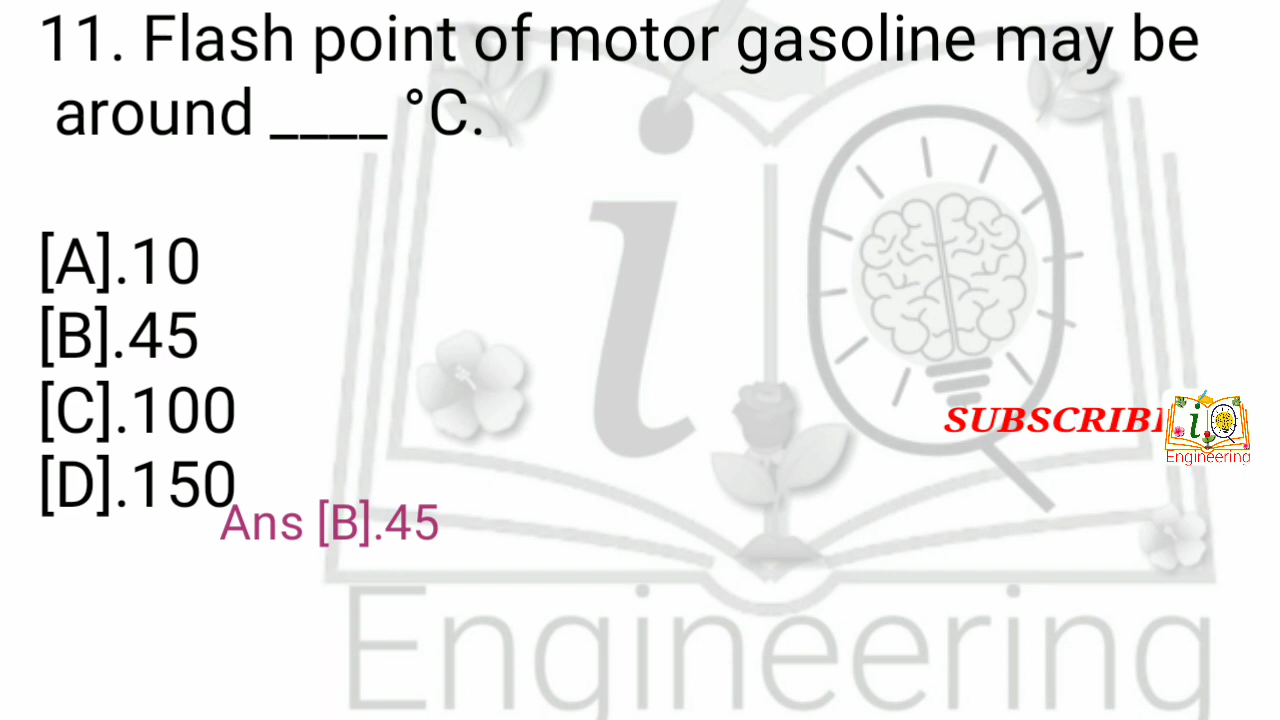 11. Flash point of motor gasoline may be
around ____ °C.
[A].10
[B].45
[C].100
[D].150
Ans [B].45
SUBSCRIBE
i
Engineering
i
Engineering